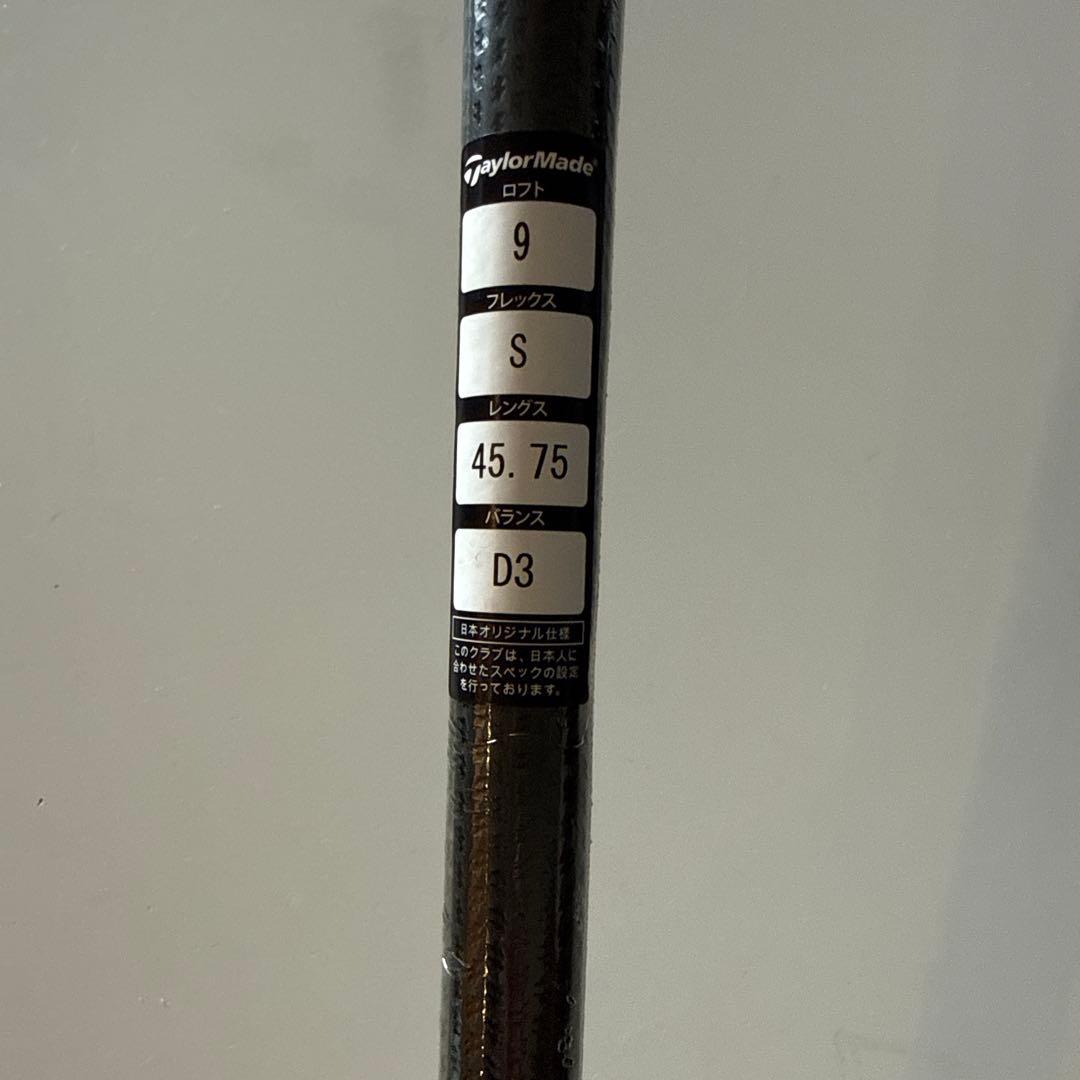 TaylorMade®
ロフト
9
フレックス
S
レングス
45.75
バランス
D3
日本オリジナル仕様
このクラブは、日本人に
合わせたスペックの設定
を行っております。